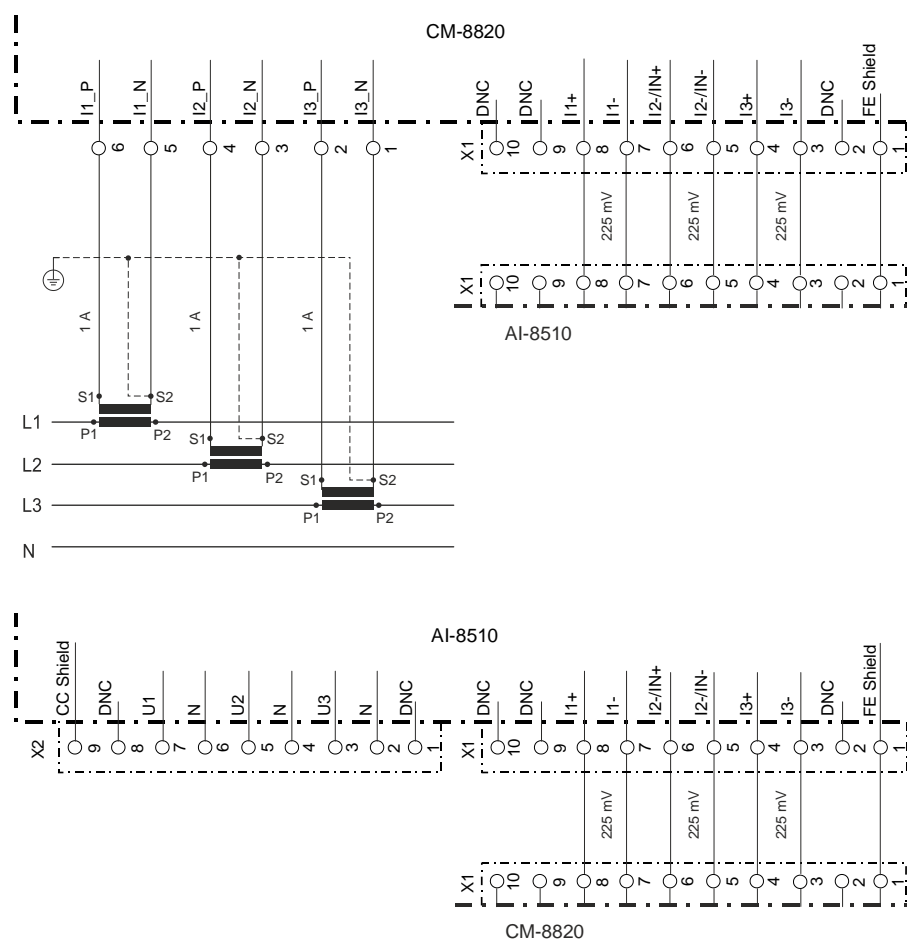 CM-8820
I1_P I1_N I2_P I2_N I3_P I3_N
DNC DNC I1+ I1- I2-/IN+ I2-/IN- I3+ I3- DNC FE Shield
6 5 4 3 2 1
X1 10 9 8 7 6 5 4 3 2 1
225 mV 225 mV 225 mV
X1 10 9 8 7 6 5 4 3 2 1
AI-8510
1 A 1 A 1 A
S1 S2
L1 P1 P2
S1 S2
L2 P1 P2
S1 S2
L3 P1 P2
N
AI-8510
CC Shield DNC U1 N U2 N U3 N DNC
DNC DNC I1+ I1- I2-/IN+ I2-/IN- I3+ I3- DNC FE Shield
X2 9 8 7 6 5 4 3 2 1
X1 10 9 8 7 6 5 4 3 2 1
225 mV 225 mV 225 mV
X1 10 9 8 7 6 5 4 3 2 1
CM-8820